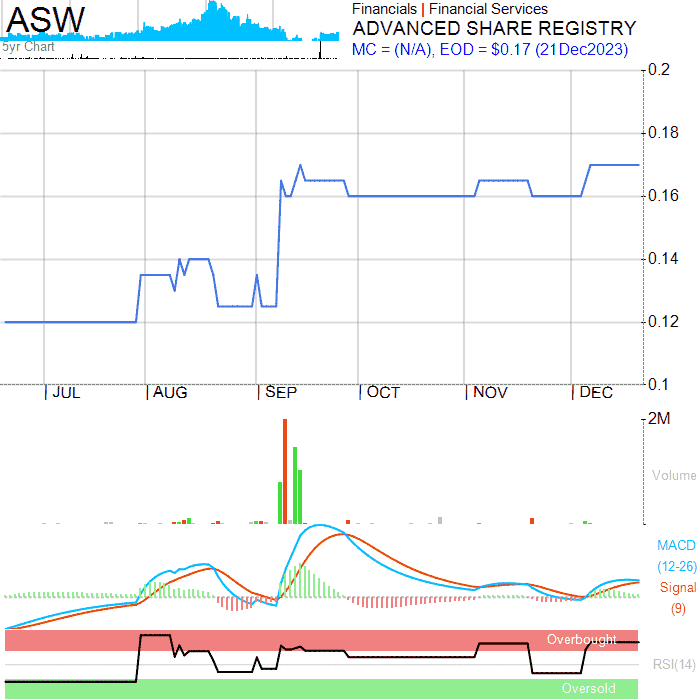 ASW
5yr Chart
Financials | Financial Services
ADVANCED SHARE REGISTRY
MC = (N/A), EOD = $0.17 (21Dec2023)
0.2
0.18
0.16
0.14
0.12
0.1
JUL AUG SEP OCT NOV DEC
2M
Volume
MACD
(12-26)
Signal
(9)
Overbought
RSI(14)
Oversold